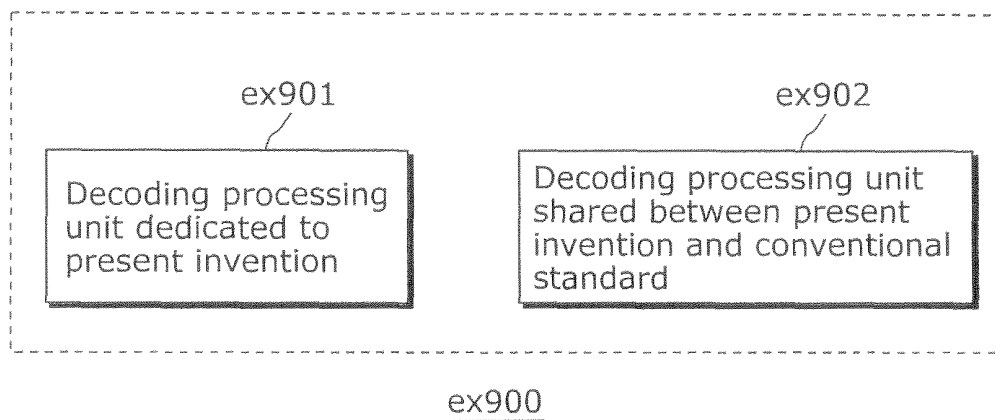 ex901
ex902
Decoding processing
unit dedicated to
present invention
Decoding processing unit
shared between present
invention and conventional
standard
ex900